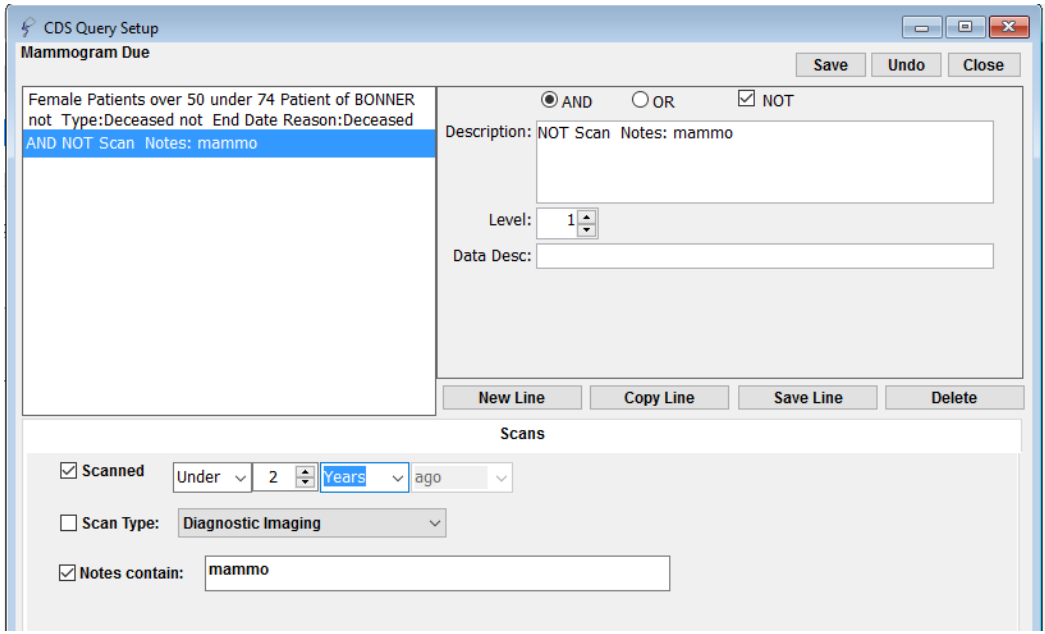 CDS Query Setup
Mammogram Due
Save Undo Close
Female Patients over 50 under 74 Patient of BONNER
not Type:Deceased not End Date Reason:Deceased
AND NOT Scan Notes: mammo
AND OR NOT
Description: NOT Scan Notes: mammo
Level: 1
Data Desc:
New Line Copy Line Save Line Delete
Scans
Scanned Under 2 Years ago
Scan Type: Diagnostic Imaging
Notes contain: mammo